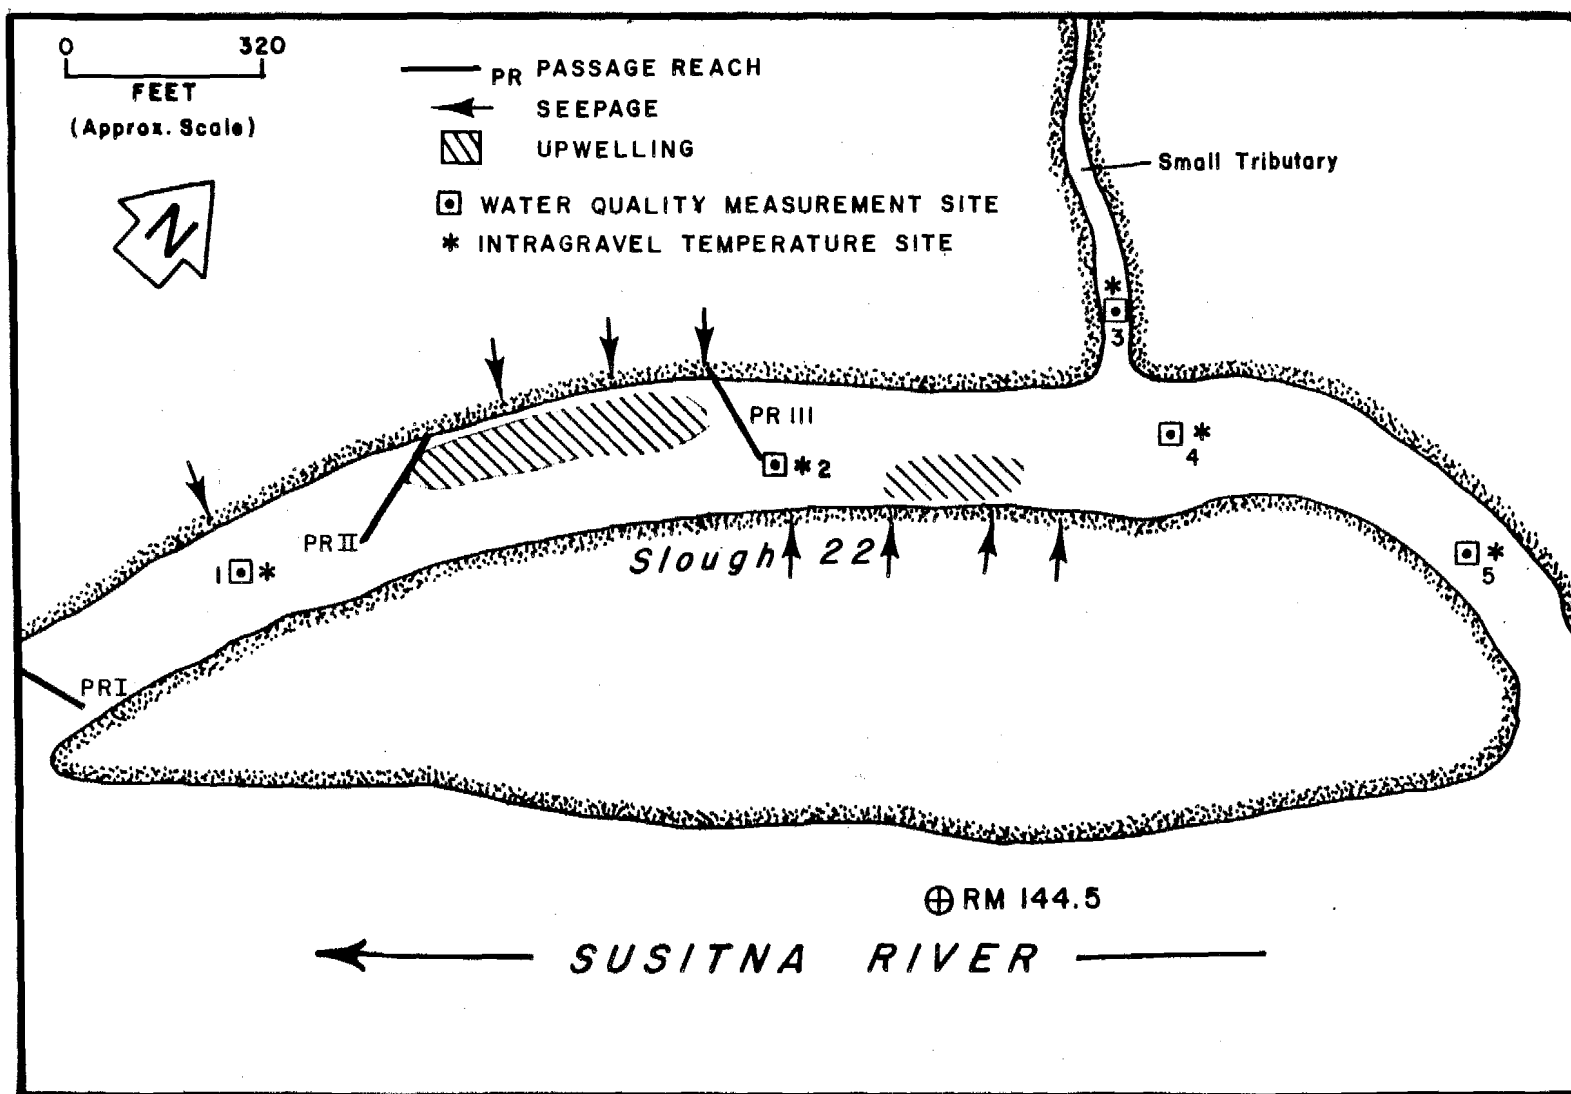 0 320
FEET
(Approx. Scale)
N
PR PASSAGE REACH
SEEPAGE
UPWELLING
WATER QUALITY MEASUREMENT SITE
* INTRAGRAVEL TEMPERATURE SITE
Small Tributary
*
3
PR III
* 2
* 4
PR II
Slough 22
1 *
* 5
PR I
RM 144.5
SUSITNA RIVER